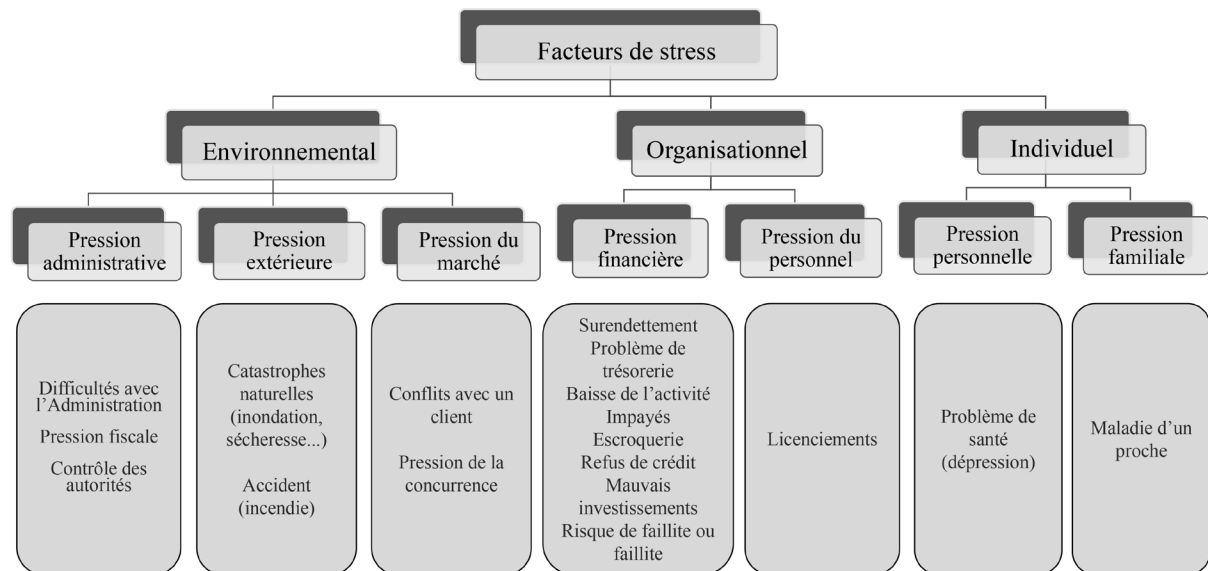 Facteurs de stress
Environnemental
Organisationnel
Individuel
Pression
administrative
Pression
extérieure
Pression du
marché
Pression
financière
Pression du
personnel
Pression
personnelle
Pression
familiale
Difficultés avec
l’Administration
Pression fiscale
Contrôle des
autorités
Catastrophes
naturelles
(inondation,
sécheresse...)
Accident
(incendie)
Conflits avec un
client
Pression de la
concurrence
Surendettement
Problème de
trésorerie
Baisse de l’activité
Impayés
Escroquerie
Refus de crédit
Mauvais
investissements
Risque de faillite ou
faillite
Licenciements
Problème de
santé
(dépression)
Maladie d’un
proche